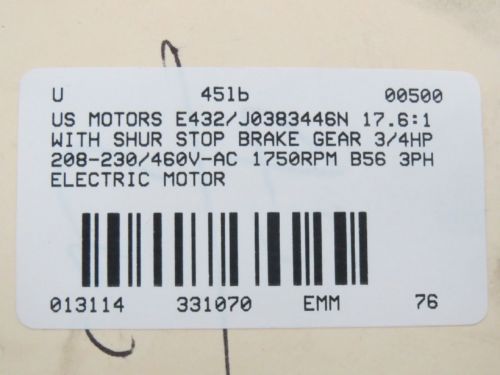 U 451b 00500
US MOTORS E432/J0383446N 17.6:1
WITH SHUR STOP BRAKE GEAR 3/4HP
208-230/460V-AC 1750RPM B56 3PH
ELECTRIC MOTOR
013114 331070 EMM 76